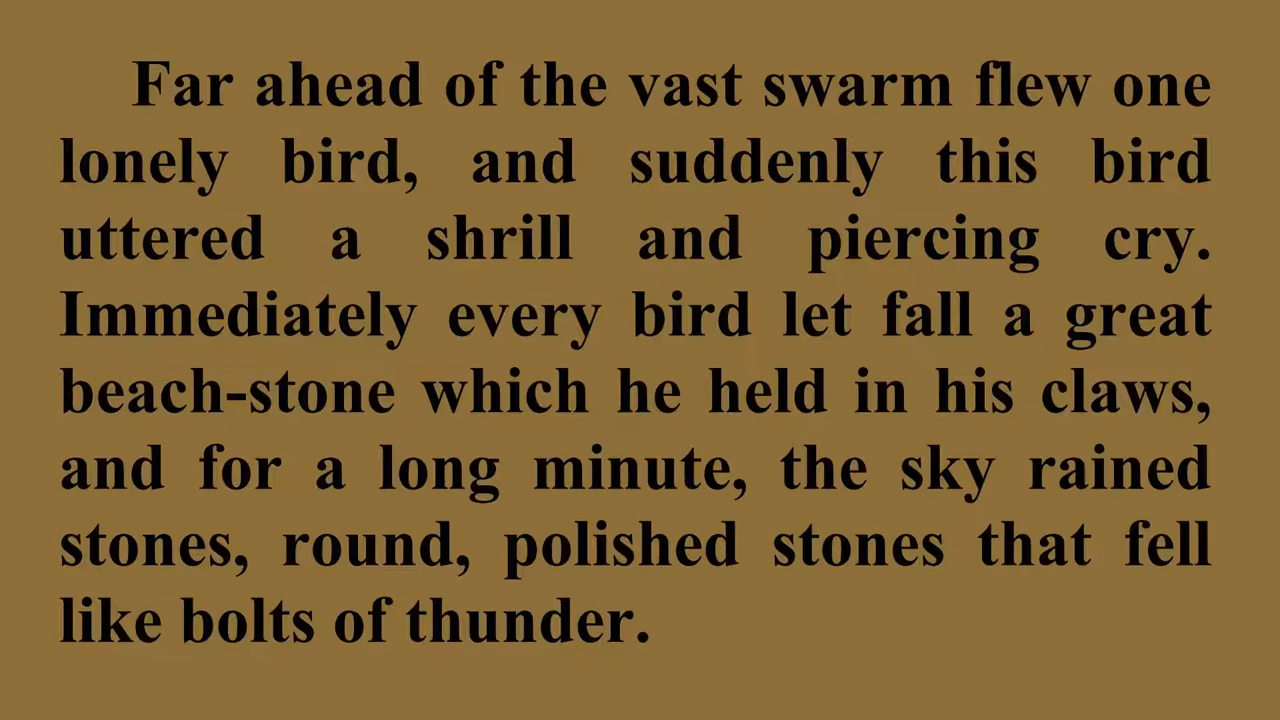 Far ahead of the vast swarm flew one
lonely bird, and suddenly this bird
uttered a shrill and piercing cry.
Immediately every bird let fall a great
beach-stone which he held in his claws,
and for a long minute, the sky rained
stones, round, polished stones that fell
like bolts of thunder.